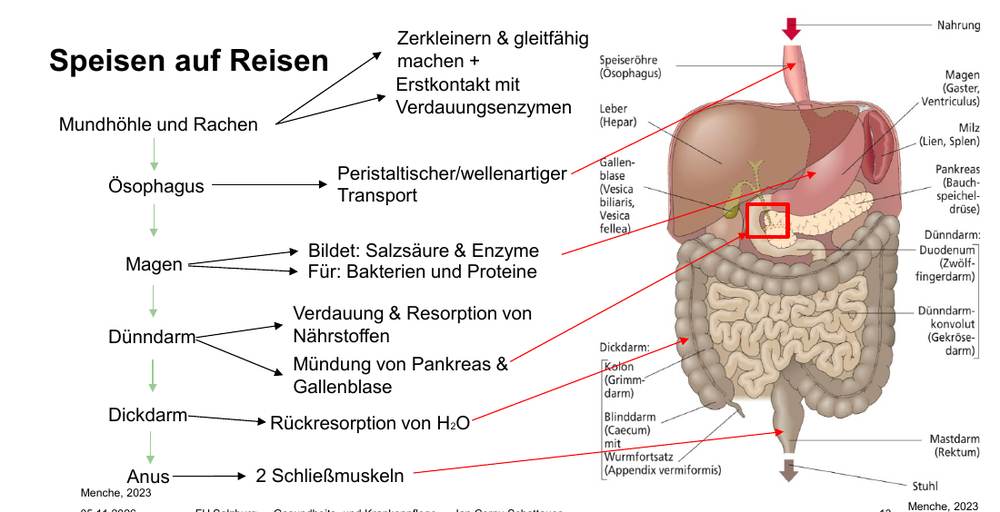 Speisen auf Reisen
Zerkleinern & gleitfähig
machen +
Erstkontakt mit
Verdauungsenzymen
Mundhöhle und Rachen
Ösophagus
Peristaltischer/wellenartiger
Transport
Magen
Bildet: Salzsäure & Enzyme
Für: Bakterien und Proteine
Dünndarm
Verdauung & Resorption von
Nährstoffen
Mündung von Pankreas &
Gallenblase
Dickdarm
Rückresorption von H₂O
Anus
2 Schließmuskeln
Menche, 2023
Speiseröhre
(Ösophagus)
Leber
(Hepar)
Gallen-
blase
(Vesica
biliaris,
Vesica
fellea)
Dickdarm:
Kolon
(Grimm-
darm)
Blinddarm
(Caecum)
mit
Wurmfortsatz
(Appendix vermiformis)
Nahrung
Magen
(Gaster,
Ventriculus)
Milz
(Lien, Splen)
Pankreas
(Bauch-
speichel-
drüse)
Dünndarm:
Duodenum
(Zwölf-
fingerdarm)
Dünndarm-
konvolut
(Gekröse-
darm)
Mastdarm
(Rektum)
Stuhl
Menche, 2023